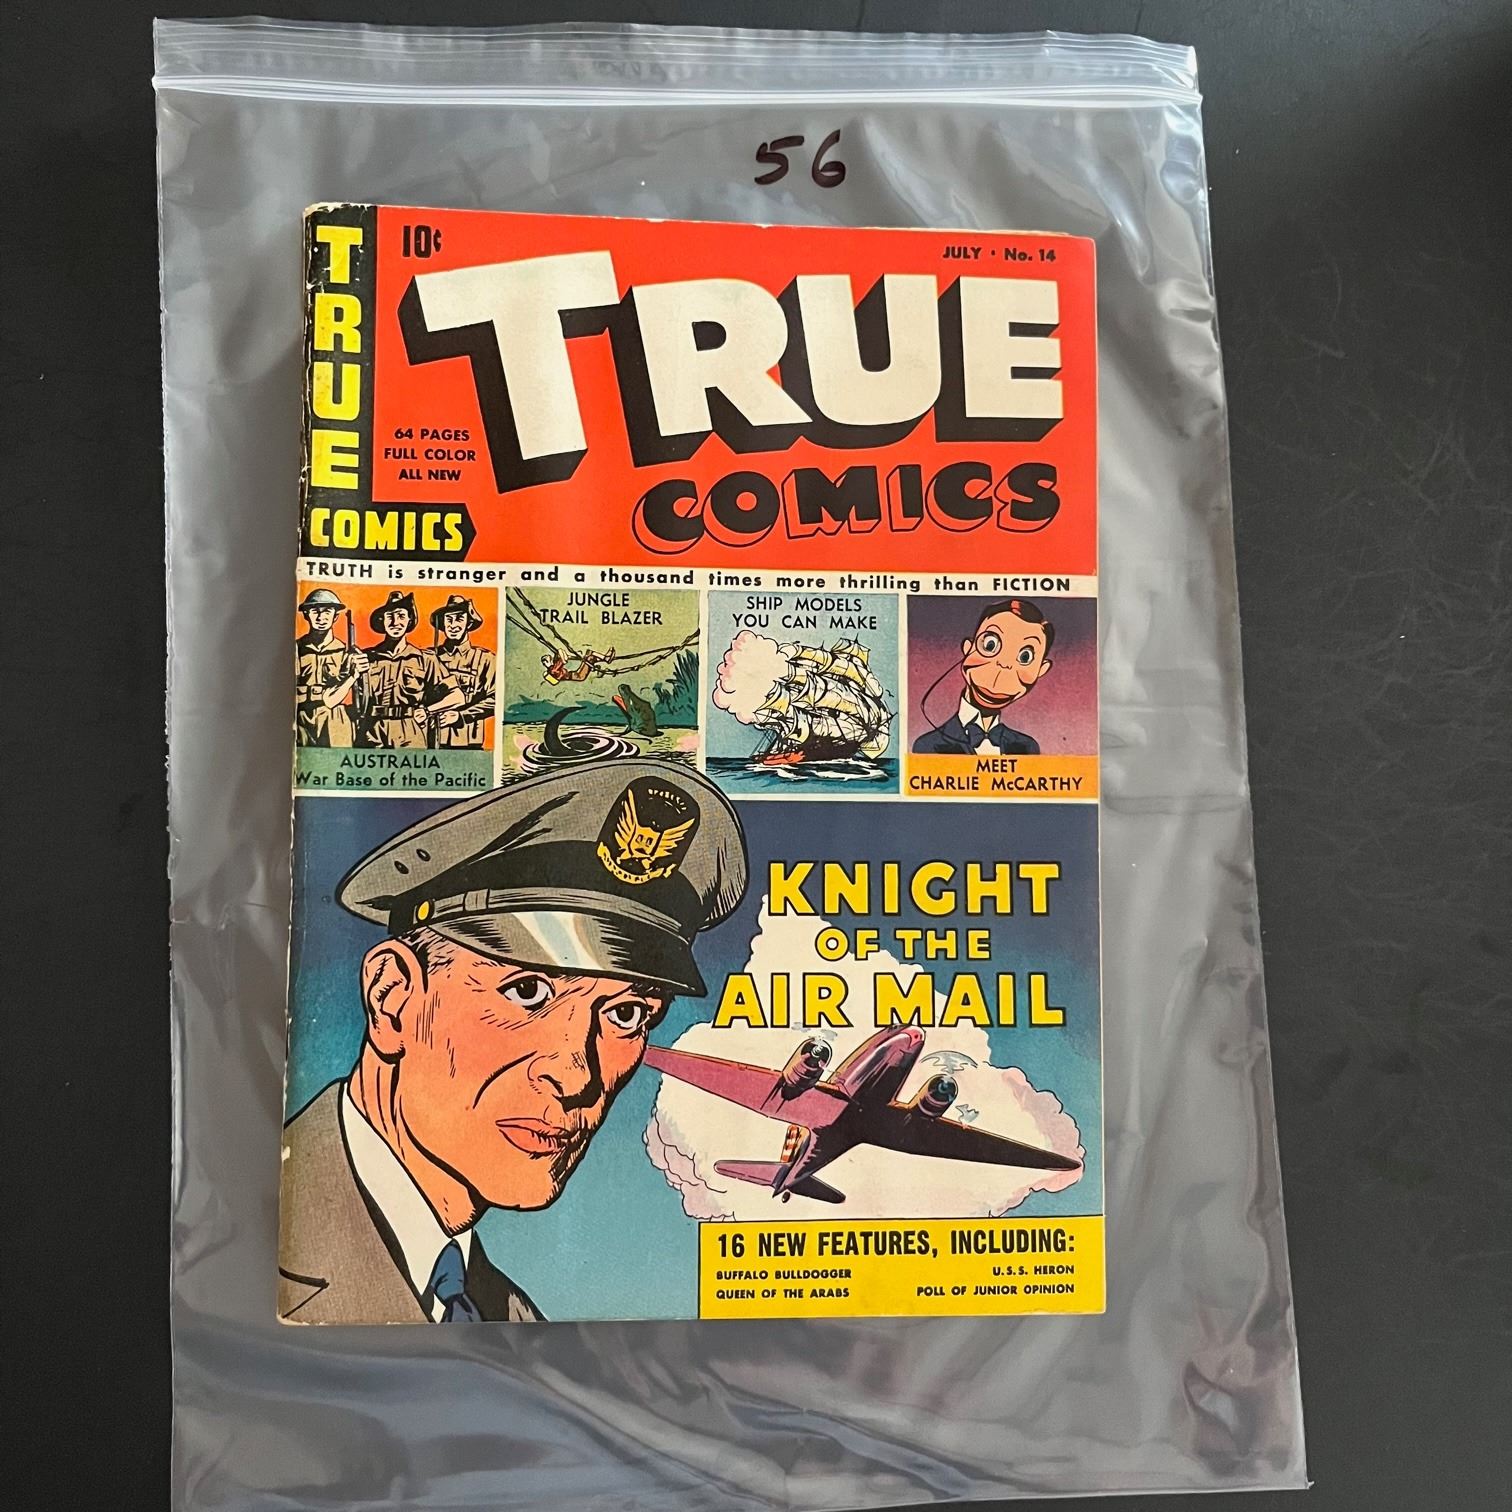 56
TRUE
COMICS
10¢
JULY · No. 14
TRUE
COMICS
64 PAGES
FULL COLOR
ALL NEW
TRUTH is stranger and a thousand times more thrilling than FICTION
AUSTRALIA
War Base of the Pacific
JUNGLE
TRAIL BLAZER
SHIP MODELS
YOU CAN MAKE
MEET
CHARLIE McCARTHY
KNIGHT
OF THE
AIR MAIL
16 NEW FEATURES, INCLUDING:
BUFFALO BULLDOGGER
U.S.S. HERON
QUEEN OF THE ARABS
POLL OF JUNIOR OPINION